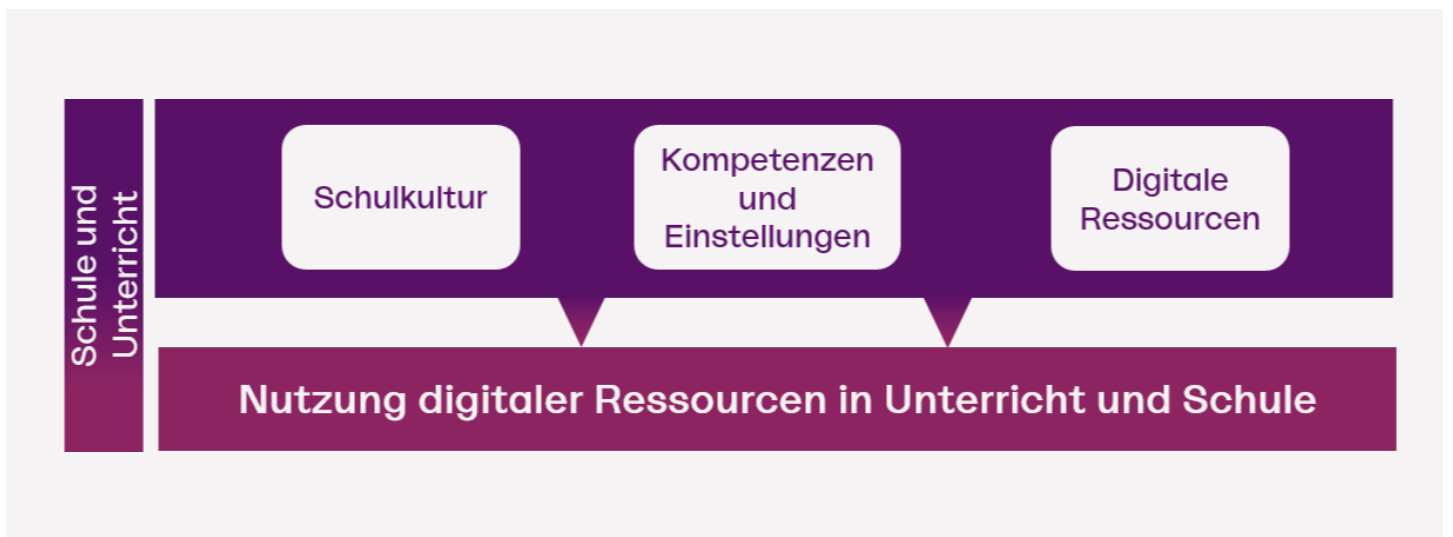 Schule und
Unterricht
Schulkultur
Kompetenzen
und
Einstellungen
Digitale
Ressourcen
Nutzung digitaler Ressourcen in Unterricht und Schule